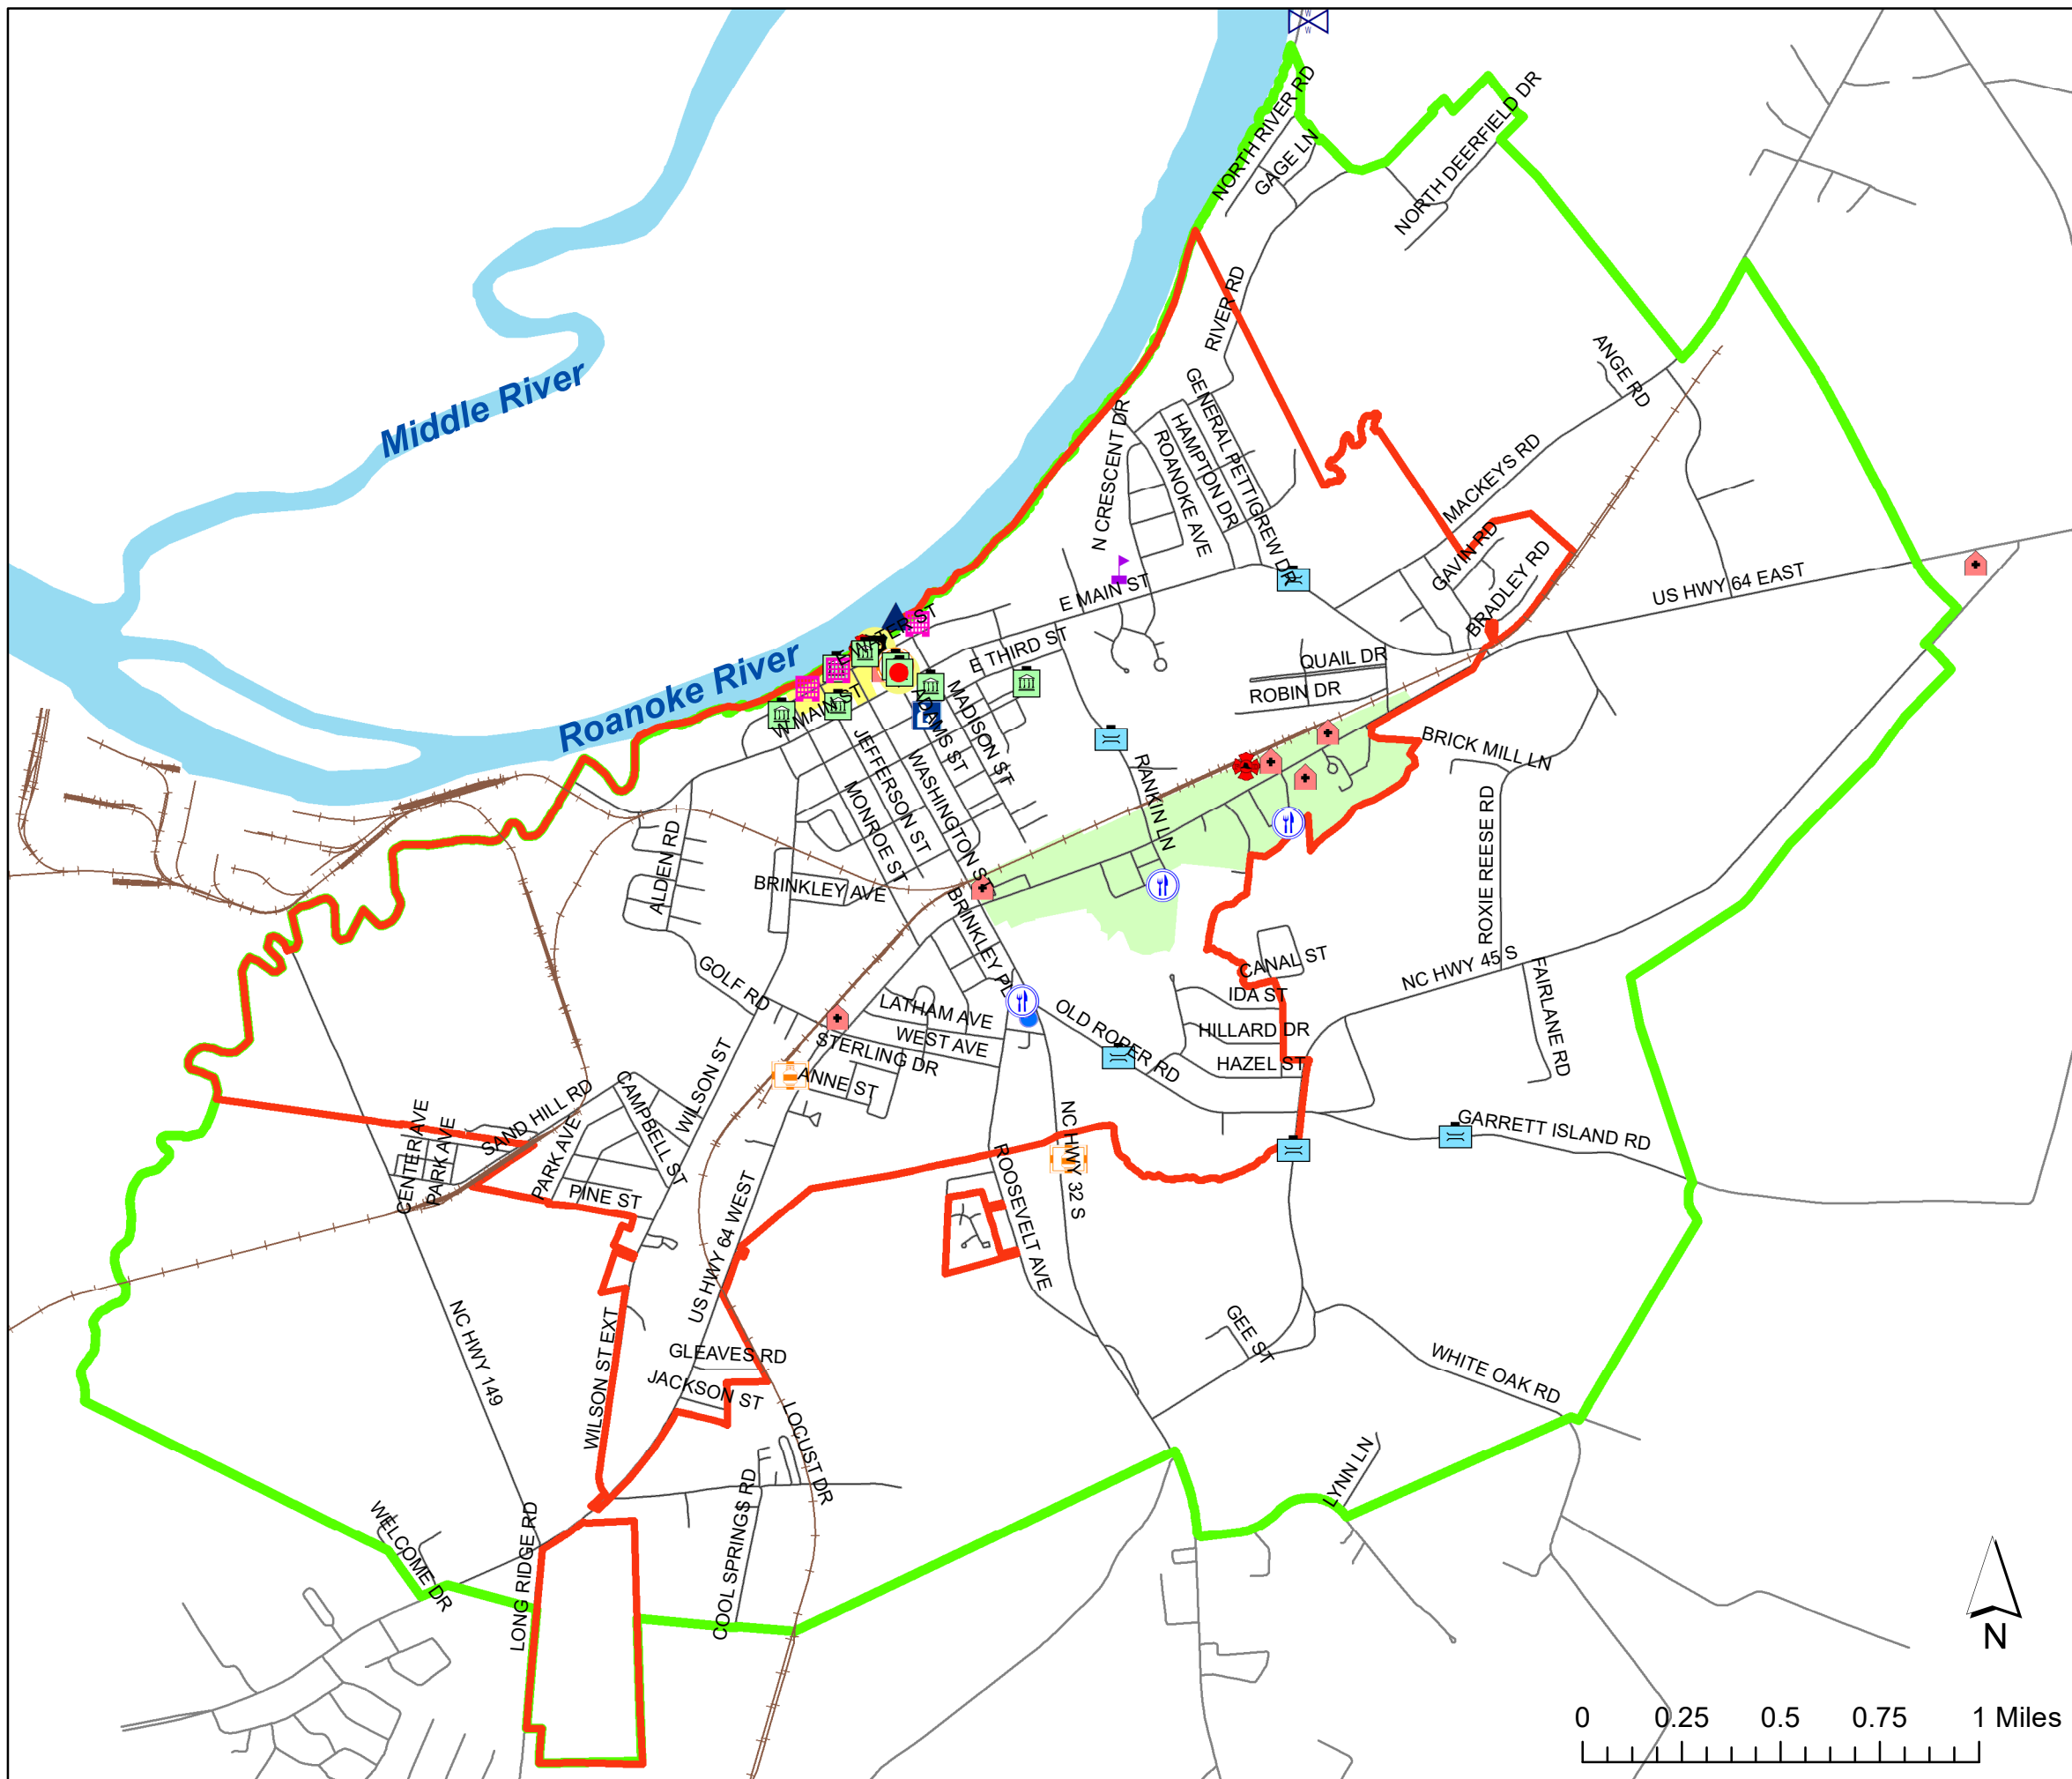 W
W
NORTH RIVER RD
GAGE LN
NORTH DEERFIELD DR
RIVER RD
ANGE RD
Middle River
GENERAL PETTIGREW DR
HAMPTON DR
ROANOKE AVE
N CRESCENT DR
MACKEYS RD
GAVIN RD
BRADLEY RD
US HWY 64 EAST
E MAIN ST
E THIRD ST
QUAIL DR
ROBIN DR
Roanoke River
W MAIN ST
ADAMS ST
MADISON ST
JEFFERSON ST
WASHINGTON ST
MONROE ST
RANKIN LN
BRICK MILL LN
ROXIE REESE RD
ALDEN RD
BRINKLEY AVE
BRINKLEY PL
GOLF RD
CANAL ST
NC HWY 45 S
FAIRLANE RD
IDA ST
LATHAM AVE
OLD ROPER RD
HILLARD DR
WEST AVE
STERLING DR
HAZEL ST
ANNE ST
WILSON ST
SAND HILL RD
CAMPBELL ST
CENTER AVE
PARK AVE
PARK AVE
PINE ST
NC HWY 32 S
GARRETT ISLAND RD
ROOSEVELT AVE
US HWY 64 WEST
NC HWY 149
WILSON ST EXT
GLEAVES RD
JACKSON ST
LOCUST DR
GEE ST
WHITE OAK RD
LYNN LN
WELCOME DR
LONG RIDGE RD
COOL SPRINGS RD
N
0 0.25 0.5 0.75 1 Miles